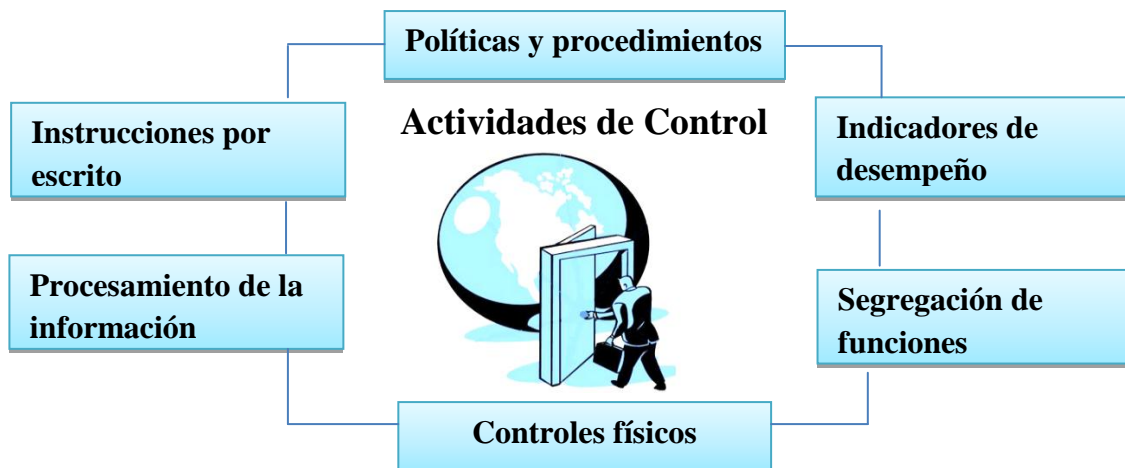 Políticas y procedimientos
Actividades de Control
Instrucciones por
escrito
Indicadores de
desempeño
Procesamiento de la
información
Segregación de
funciones
Controles físicos